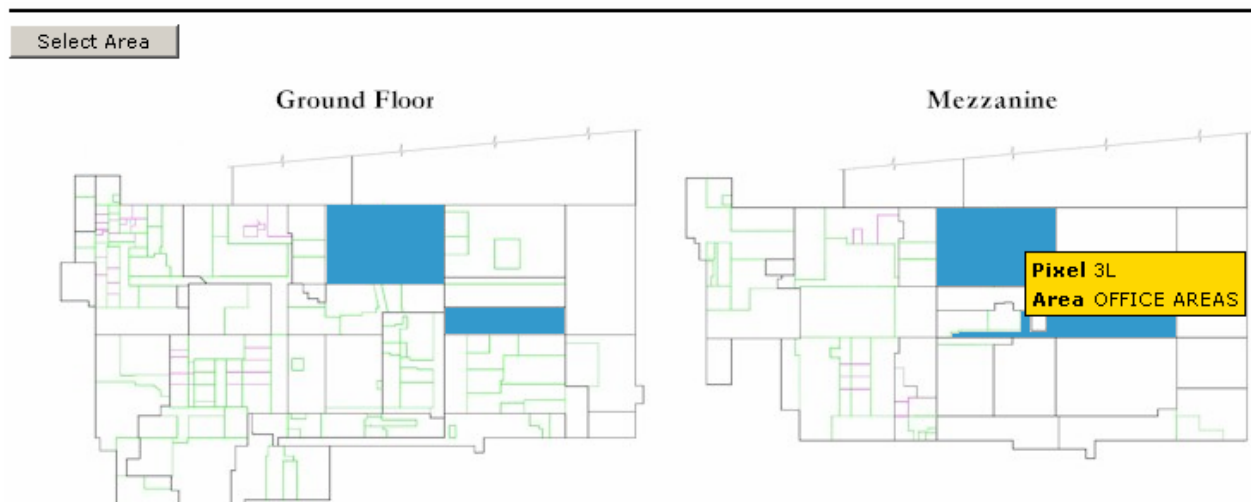 Select Area
Ground Floor
Mezzanine
Pixel 3L
Area OFFICE AREAS